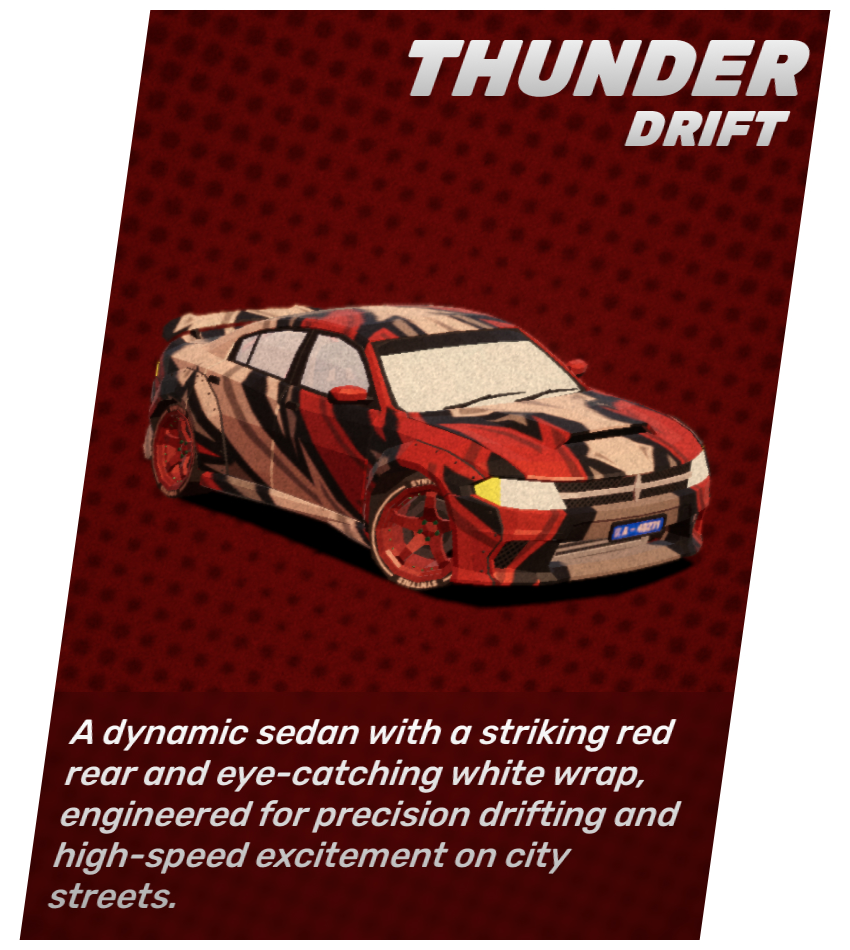 THUNDER
DRIFT
A dynamic sedan with a striking red
rear and eye-catching white wrap,
engineered for precision drifting and
high-speed excitement on city
streets.